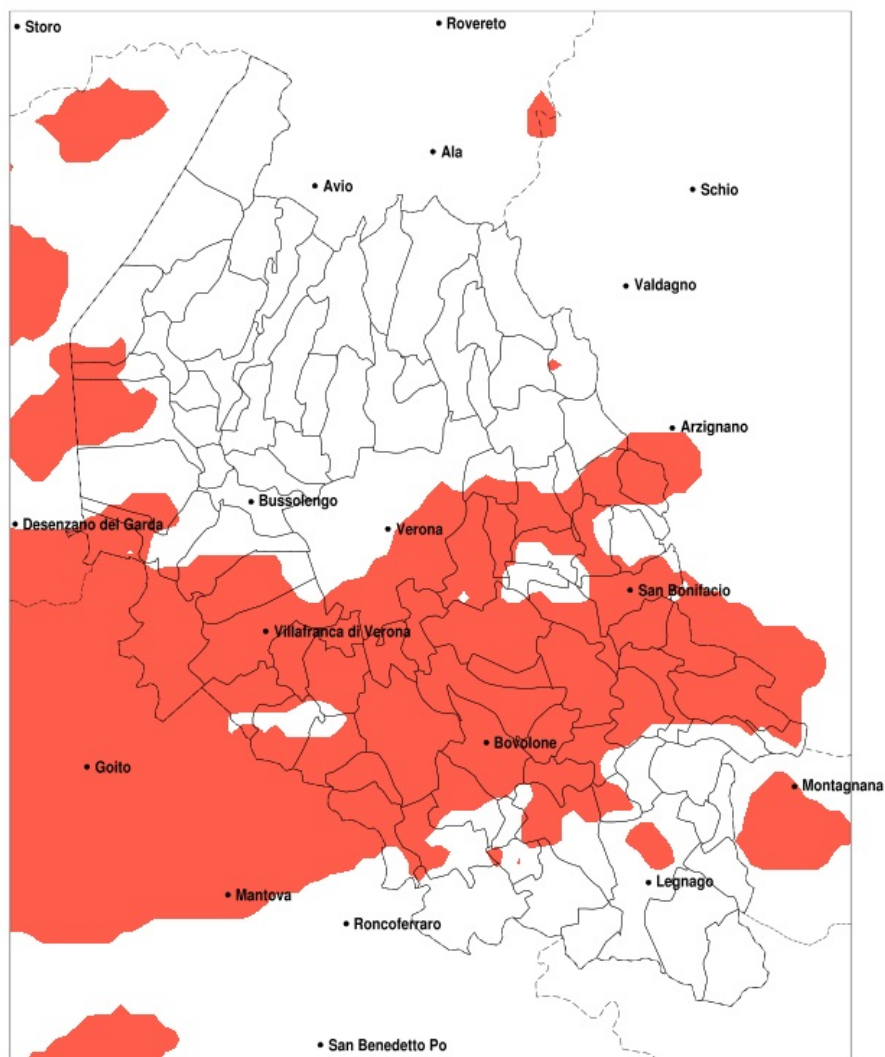 Rovereto
Storo
Ala
Avio
Schio
Valdagno
Arzignano
Bussolengo
Desenzano del Garda
Verona
San Bonifacio
Villafranca di Verona
Bovolone
Goito
Montagnana
Legnago
Mantova
Roncoferraro
San Benedetto Po